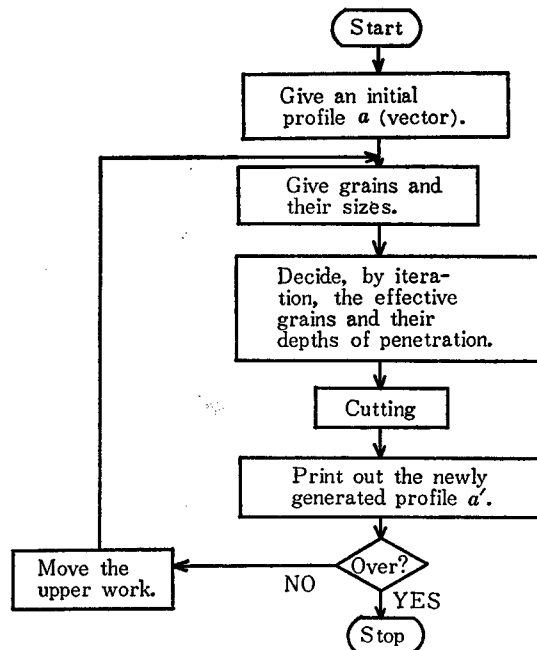 Start
Give an initial
profile a (vector).
Give grains and
their sizes.
Decide, by itera-
tion, the effective
grains and their
depths of penetration.
Cutting
Print out the newly
generated profile a′.
Over?
NO
YES
Move the
upper work.
Stop